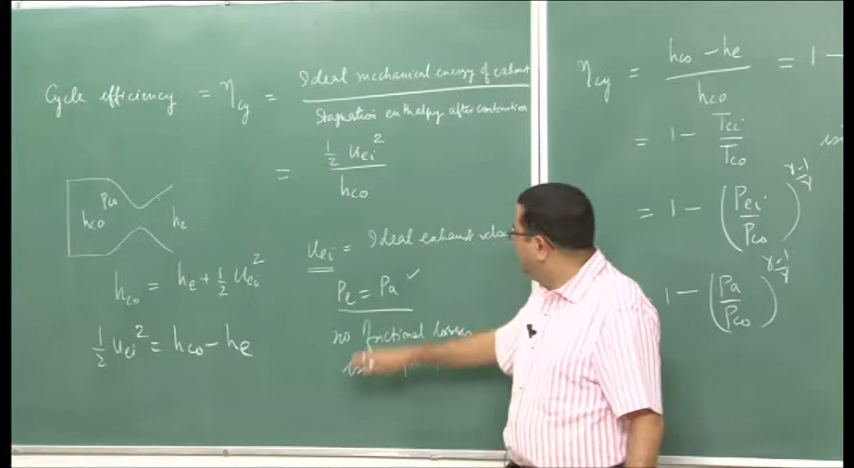 Cycle efficiency = η_cy = Ideal mechanical energy of exhaust / Stagnation enthalpy after combustion
= ½ u_ei² / h_co
P_co
h_co h_e
u_ei = Ideal exhaust
h_co = h_e + ½ u_ei²
P_e = P_a ✓
½ u_ei² = h_co - h_e
no frictional losses
η_cy = (h_co - h_e) / h_co = 1 -
= 1 - T_ei / T_co
= 1 - (P_ei / P_co)^(γ-1/γ)
1 - (P_a / P_co)^(γ-1/γ)